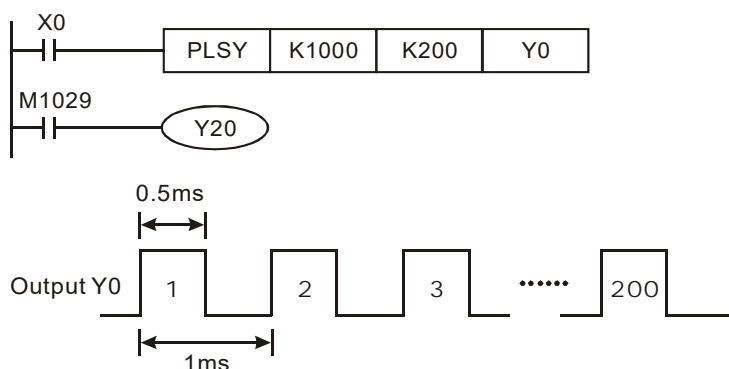 X0
PLSY K1000 K200 Y0
M1029
Y20
0.5ms
Output Y0 1 2 3 ...... 200
1ms